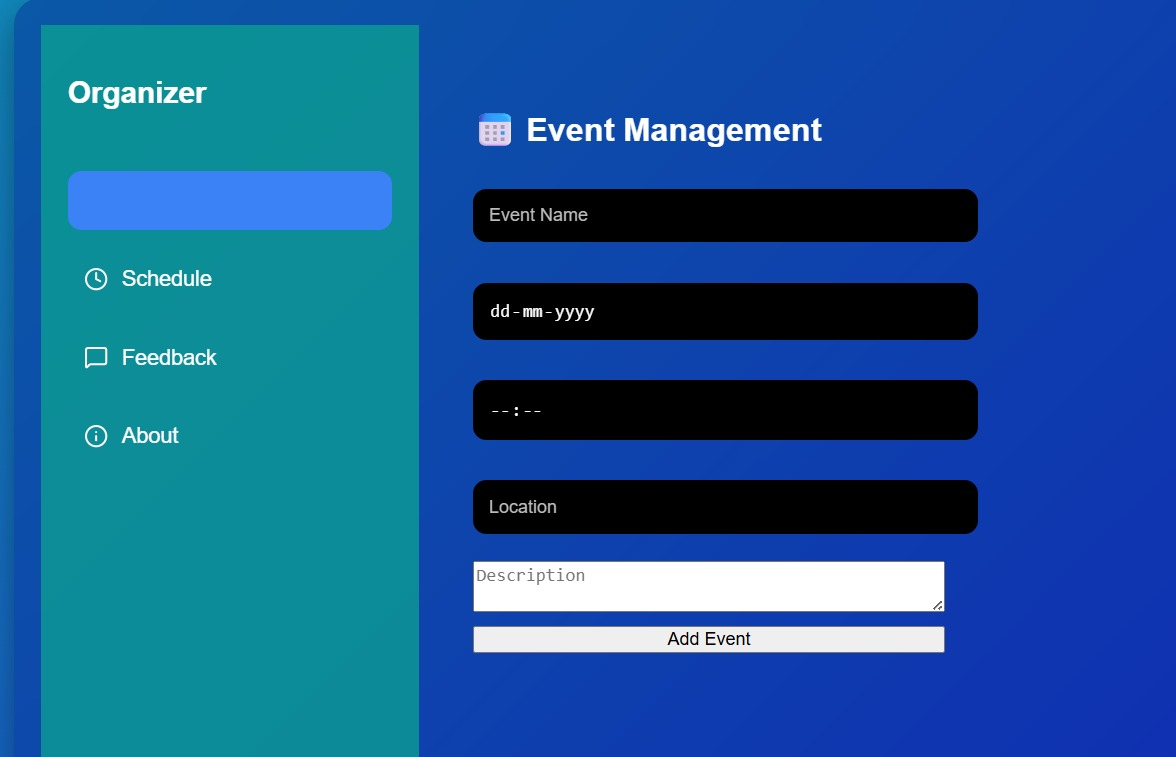 Organizer
Schedule
Feedback
About
Event Management
Event Name
dd-mm-yyyy
--:--
Location
Description
Add Event